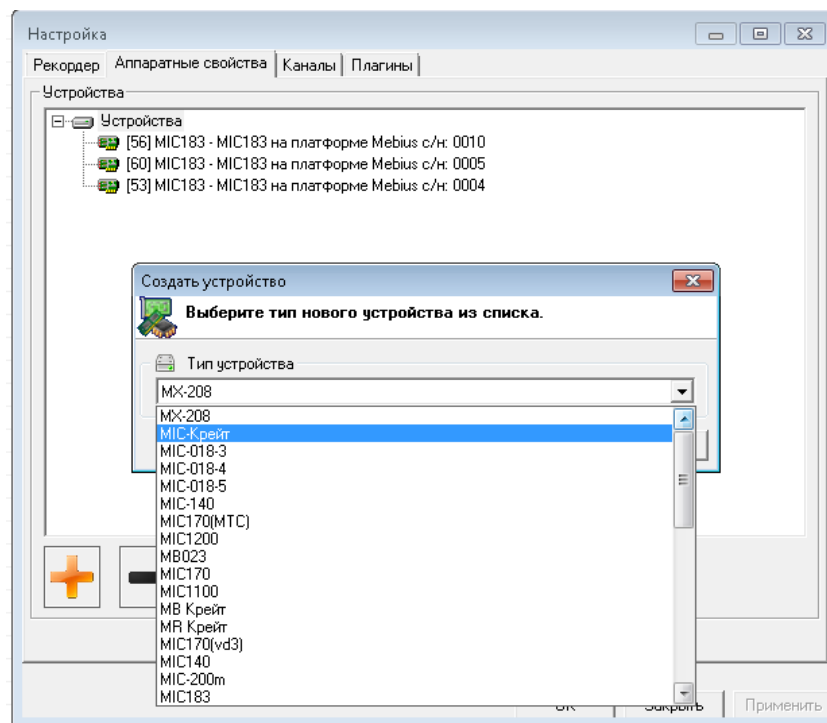 Настройка
Рекордер Аппаратные свойства Каналы Плагины
Устройства
Устройства
[56] MIC183 - MIC183 на платформе Mebius с/н: 0010
[60] MIC183 - MIC183 на платформе Mebius с/н: 0005
[53] MIC183 - MIC183 на платформе Mebius с/н: 0004
Создать устройство
Выберите тип нового устройства из списка.
Тип устройства
MX-208
MX-208
MIC-Крейт
MIC-018-3
MIC-018-4
MIC-018-5
MIC-140
MIC170(MTC)
MIC1200
MB023
MIC170
MIC1100
MB Крейт
MR Крейт
MIC170(vd3)
MIC140
MIC-200m
MIC183
Закрыть Применить